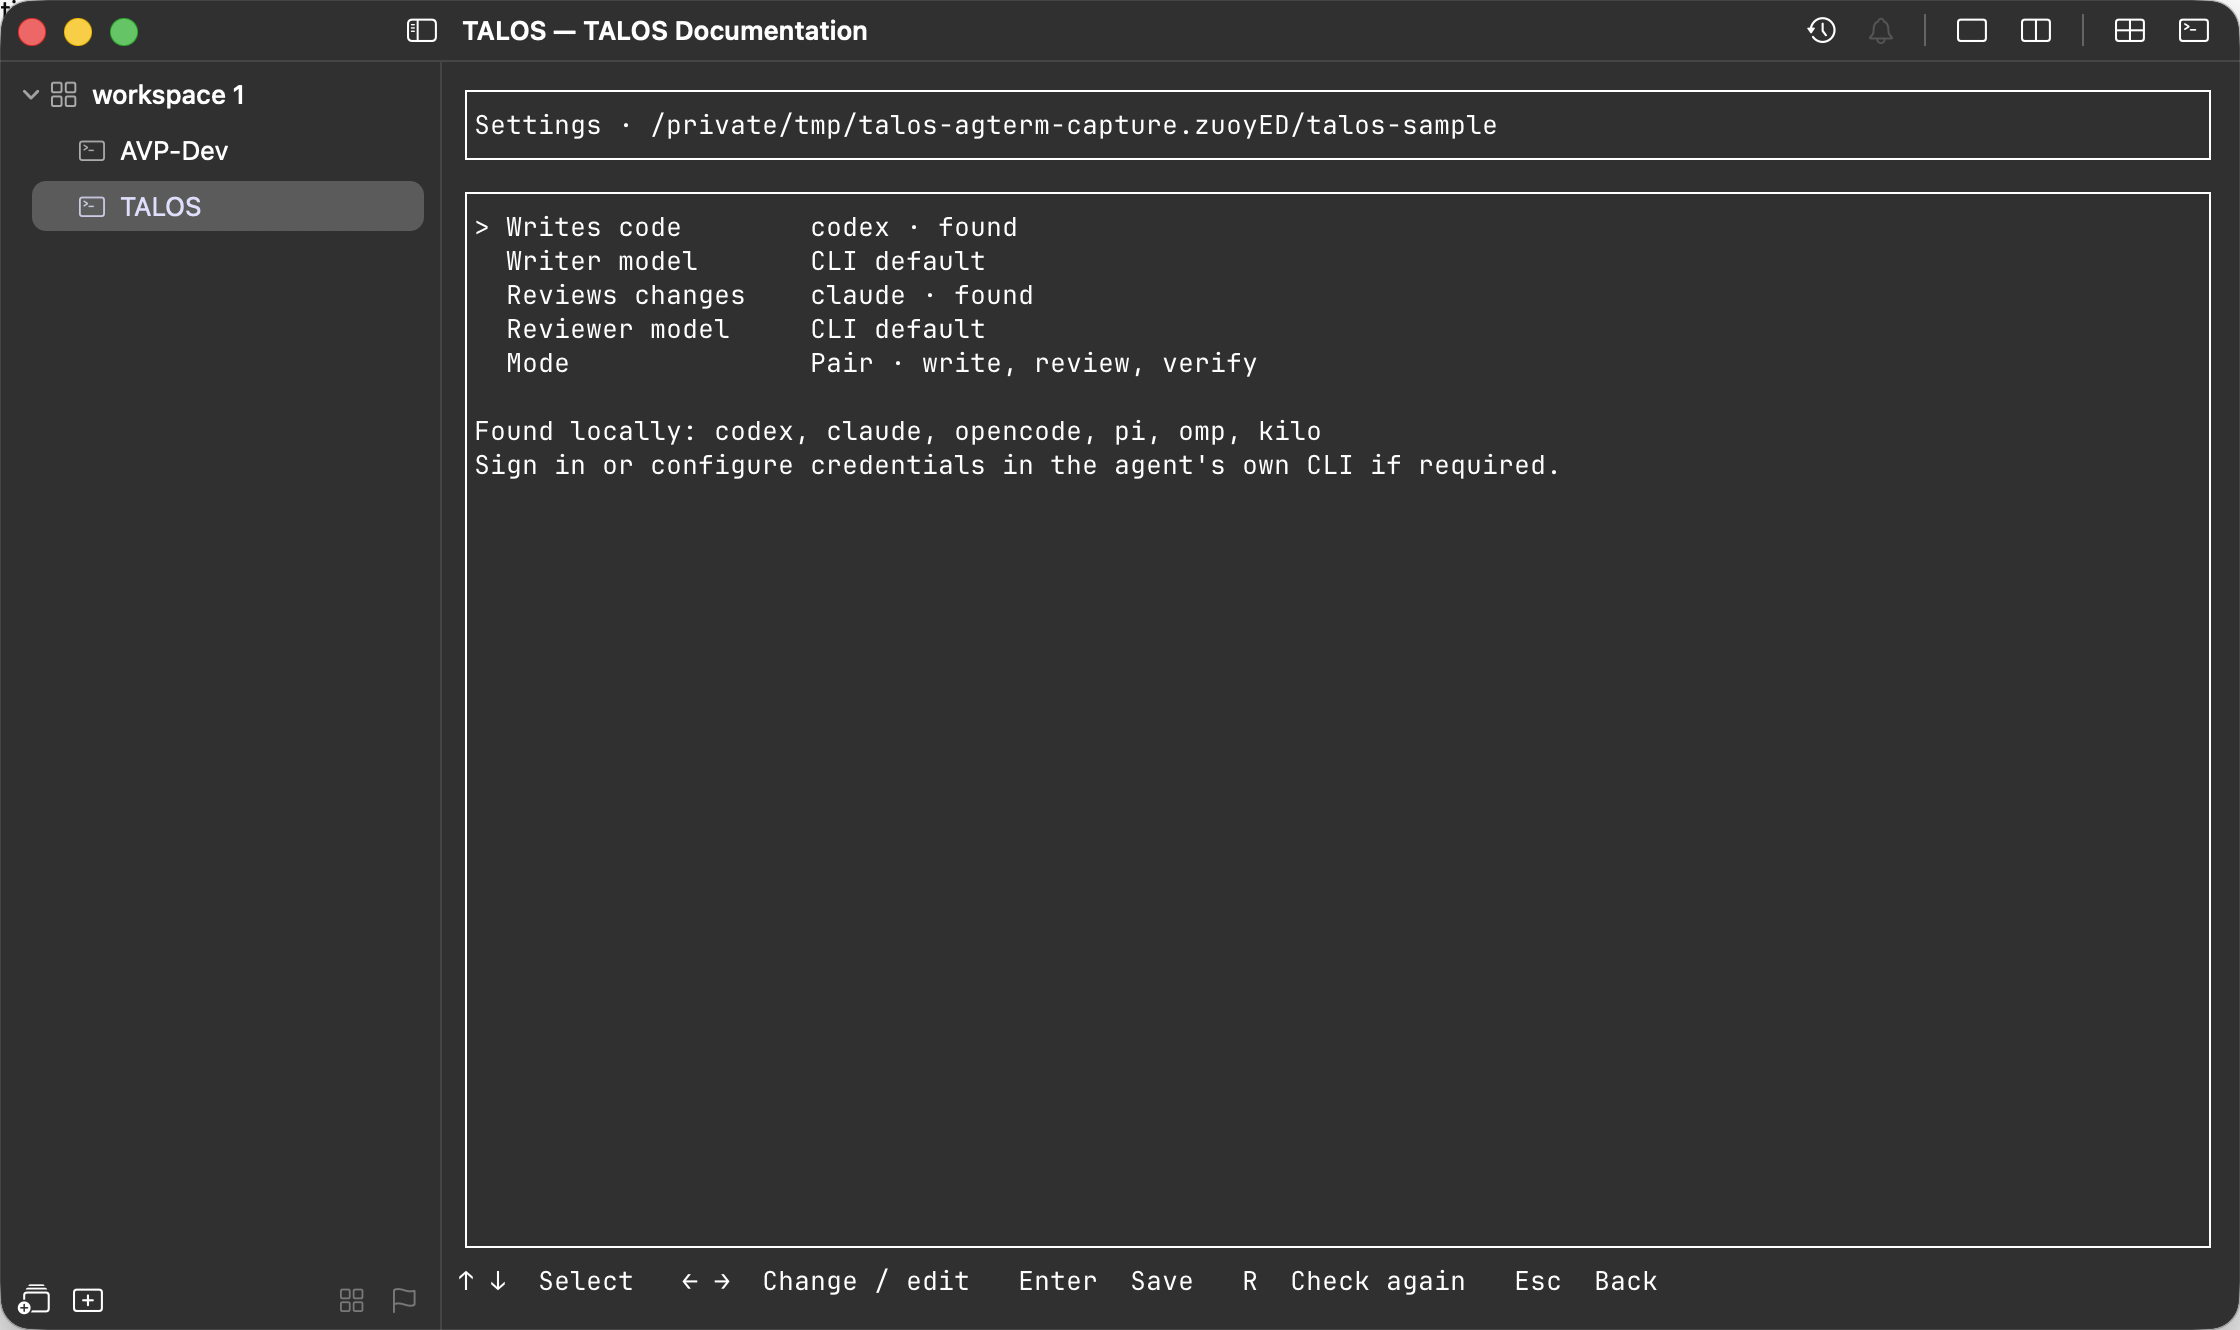 TALOS — TALOS Documentation
workspace 1
AVP-Dev
TALOS
Settings · /private/tmp/talos-agterm-capture.zuoyED/talos-sample
> Writes code codex · found
Writer model CLI default
Reviews changes claude · found
Reviewer model CLI default
Mode Pair · write, review, verify
Found locally: codex, claude, opencode, pi, omp, kilo
Sign in or configure credentials in the agent's own CLI if required.
↑ ↓ Select ← → Change / edit Enter Save R Check again Esc Back